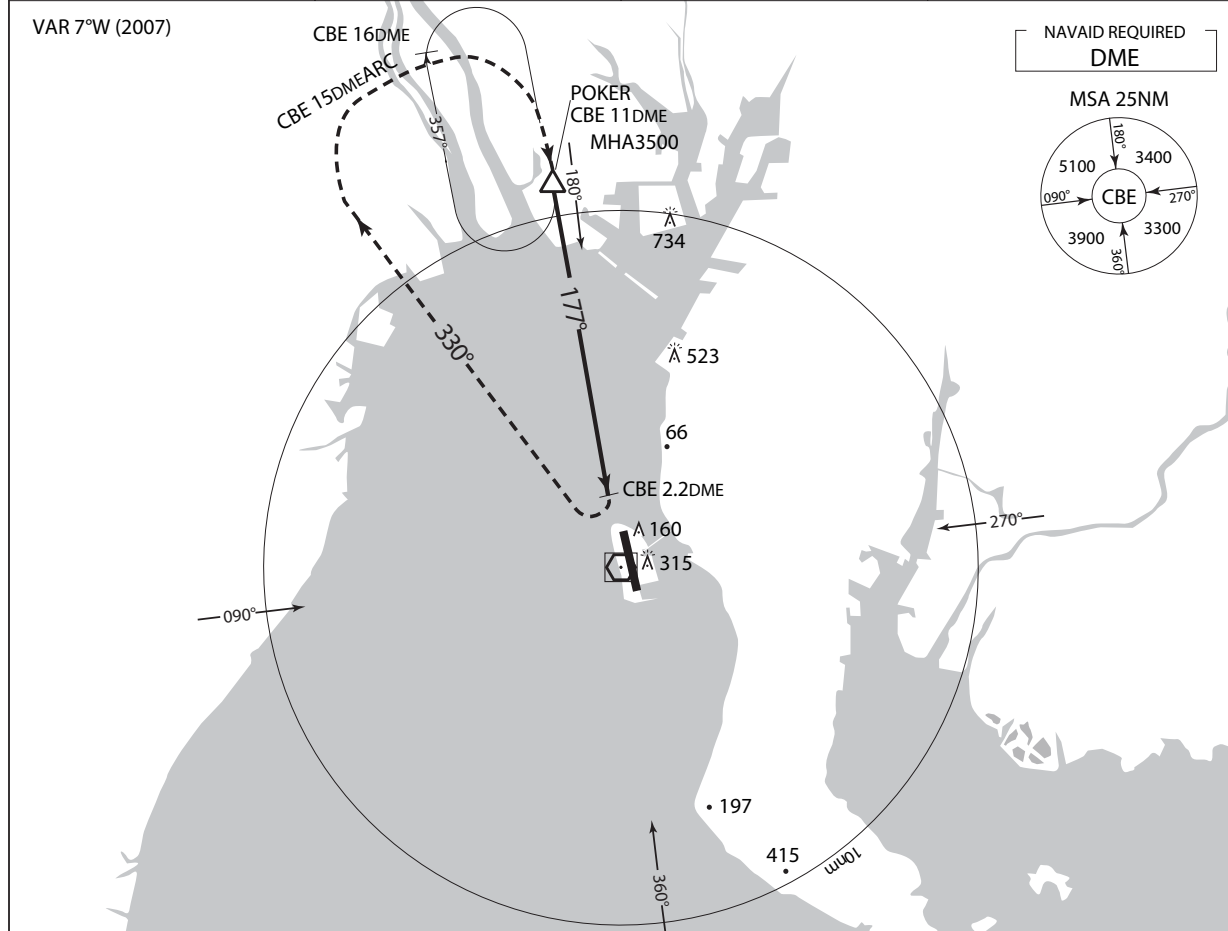 VAR 7°W (2007)
NAVAID REQUIRED
DME
MSA 25NM
180°
5100
3400
090°
CBE
270°
3900
3300
360°
CBE 16DME
CBE 15DMEARC
357°
POKER
CBE 11DME
MHA3500
180°
734
177°
330°
523
66
CBE 2.2DME
160
315
270°
090°
197
415
10nm
360°